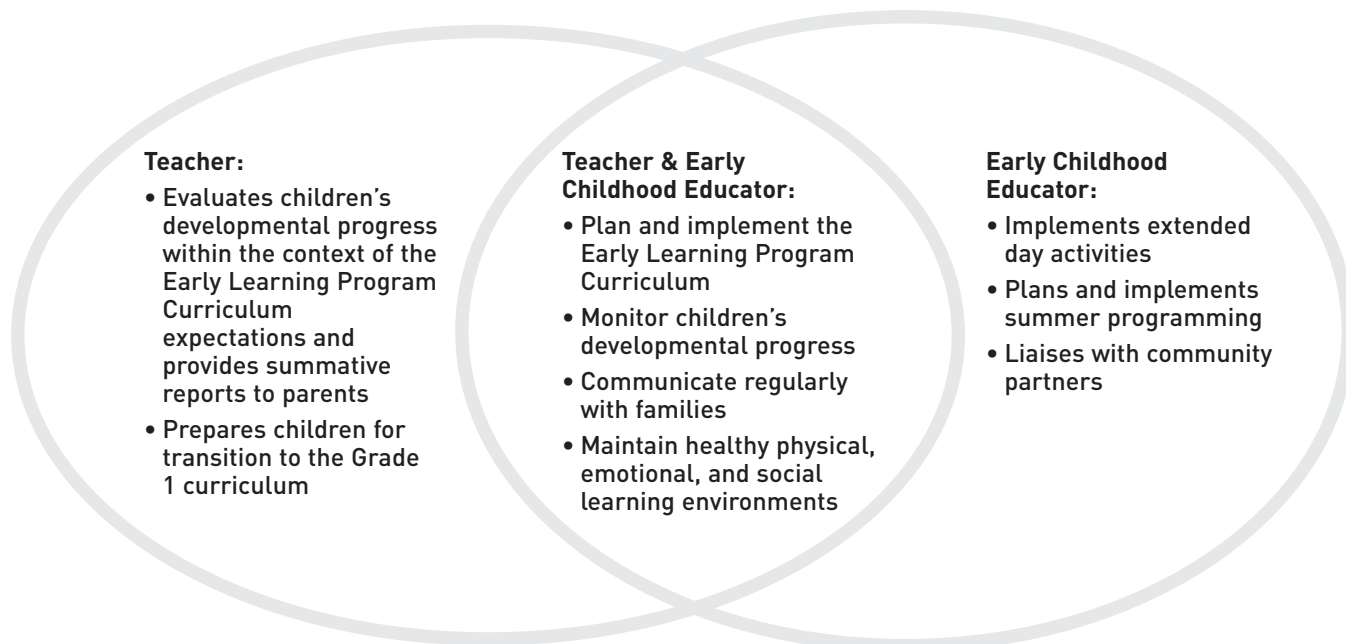 Teacher:
• Evaluates children’s
developmental progress
within the context of the
Early Learning Program
Curriculum
expectations and
provides summative
reports to parents
• Prepares children for
transition to the Grade
1 curriculum
Teacher & Early
Childhood Educator:
• Plan and implement the
Early Learning Program
Curriculum
• Monitor children’s
developmental progress
• Communicate regularly
with families
• Maintain healthy physical,
emotional, and social
learning environments
Early Childhood
Educator:
• Implements extended
day activities
• Plans and implements
summer programming
• Liaises with community
partners